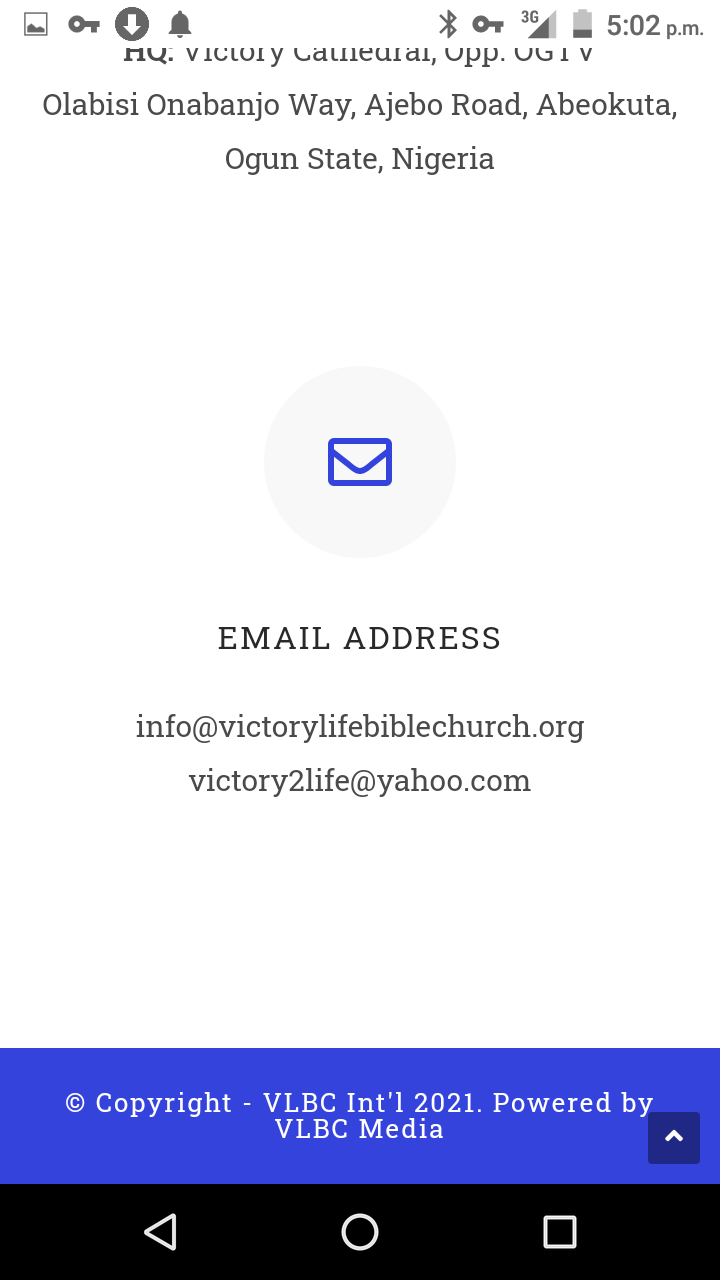 3G 5:02 p.m.
HQ: Victory Cathedral, Opp. OGTV
Olabisi Onabanjo Way, Ajebo Road, Abeokuta,
Ogun State, Nigeria
EMAIL ADDRESS
info@victorylifebiblechurch.org
victory2life@yahoo.com
© Copyright - VLBC Int'l 2021. Powered by
VLBC Media